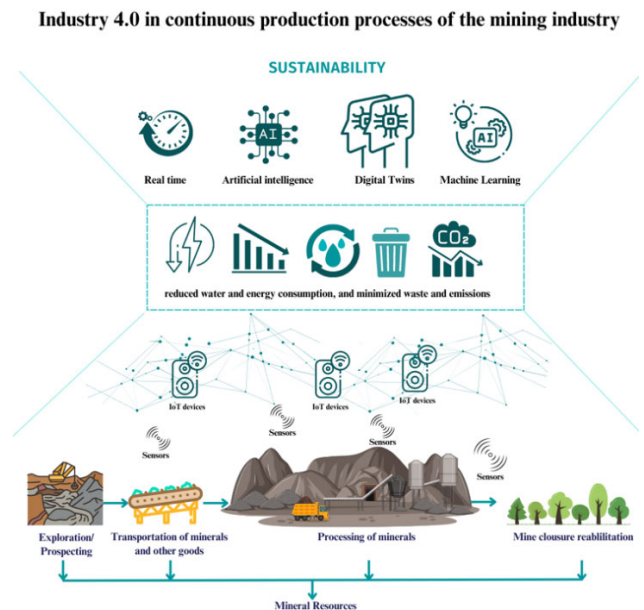 Industry 4.0 in continuous production processes of the mining industry
SUSTAINABILITY
AI
AI
Real time
Artificial intelligence
Digital Twins
Machine Learning
CO₂
reduced water and energy consumption, and minimized waste and emissions
IoT devices
IoT devices
IoT devices
Sensors
Sensors
Sensors
Sensors
Exploration/
Prospecting
Transportation of minerals
and other goods
Processing of minerals
Mine clousure reablilitation
Mineral Resources